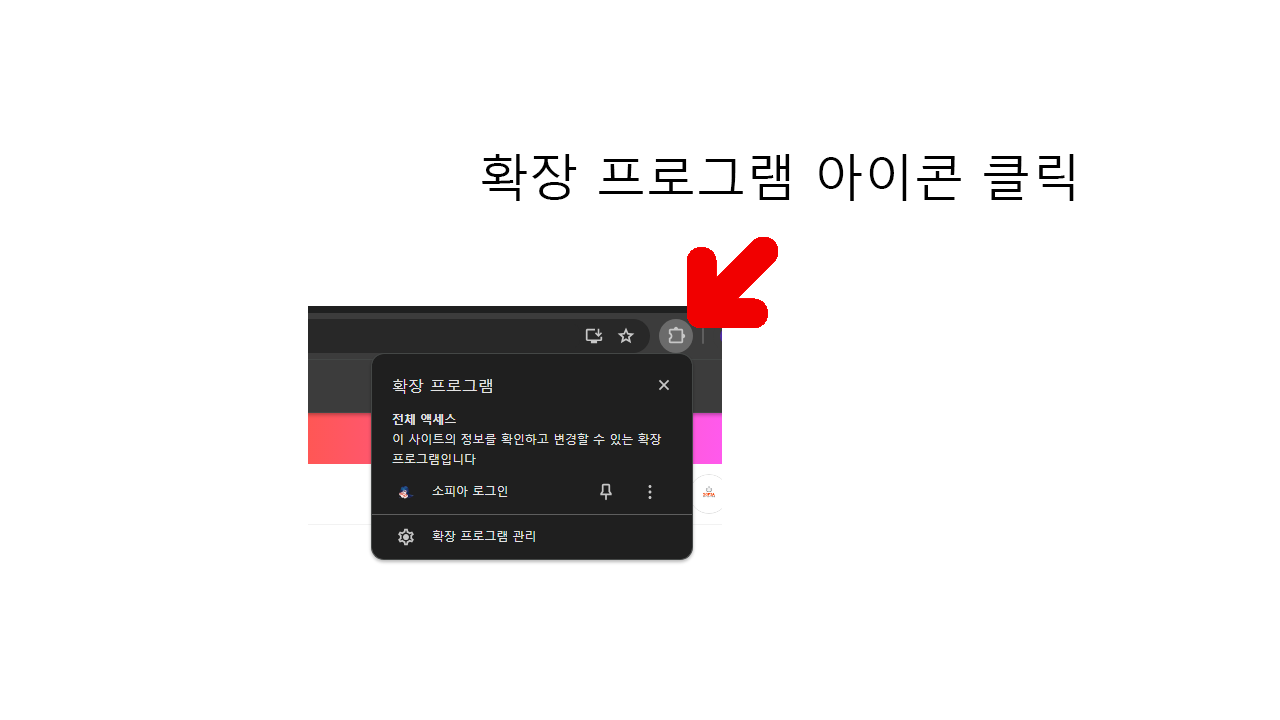 확장 프로그램 아이콘 클릭
확장 프로그램
전체 액세스
이 사이트의 정보를 확인하고 변경할 수 있는 확장
프로그램입니다
소피아 로그인
확장 프로그램 관리